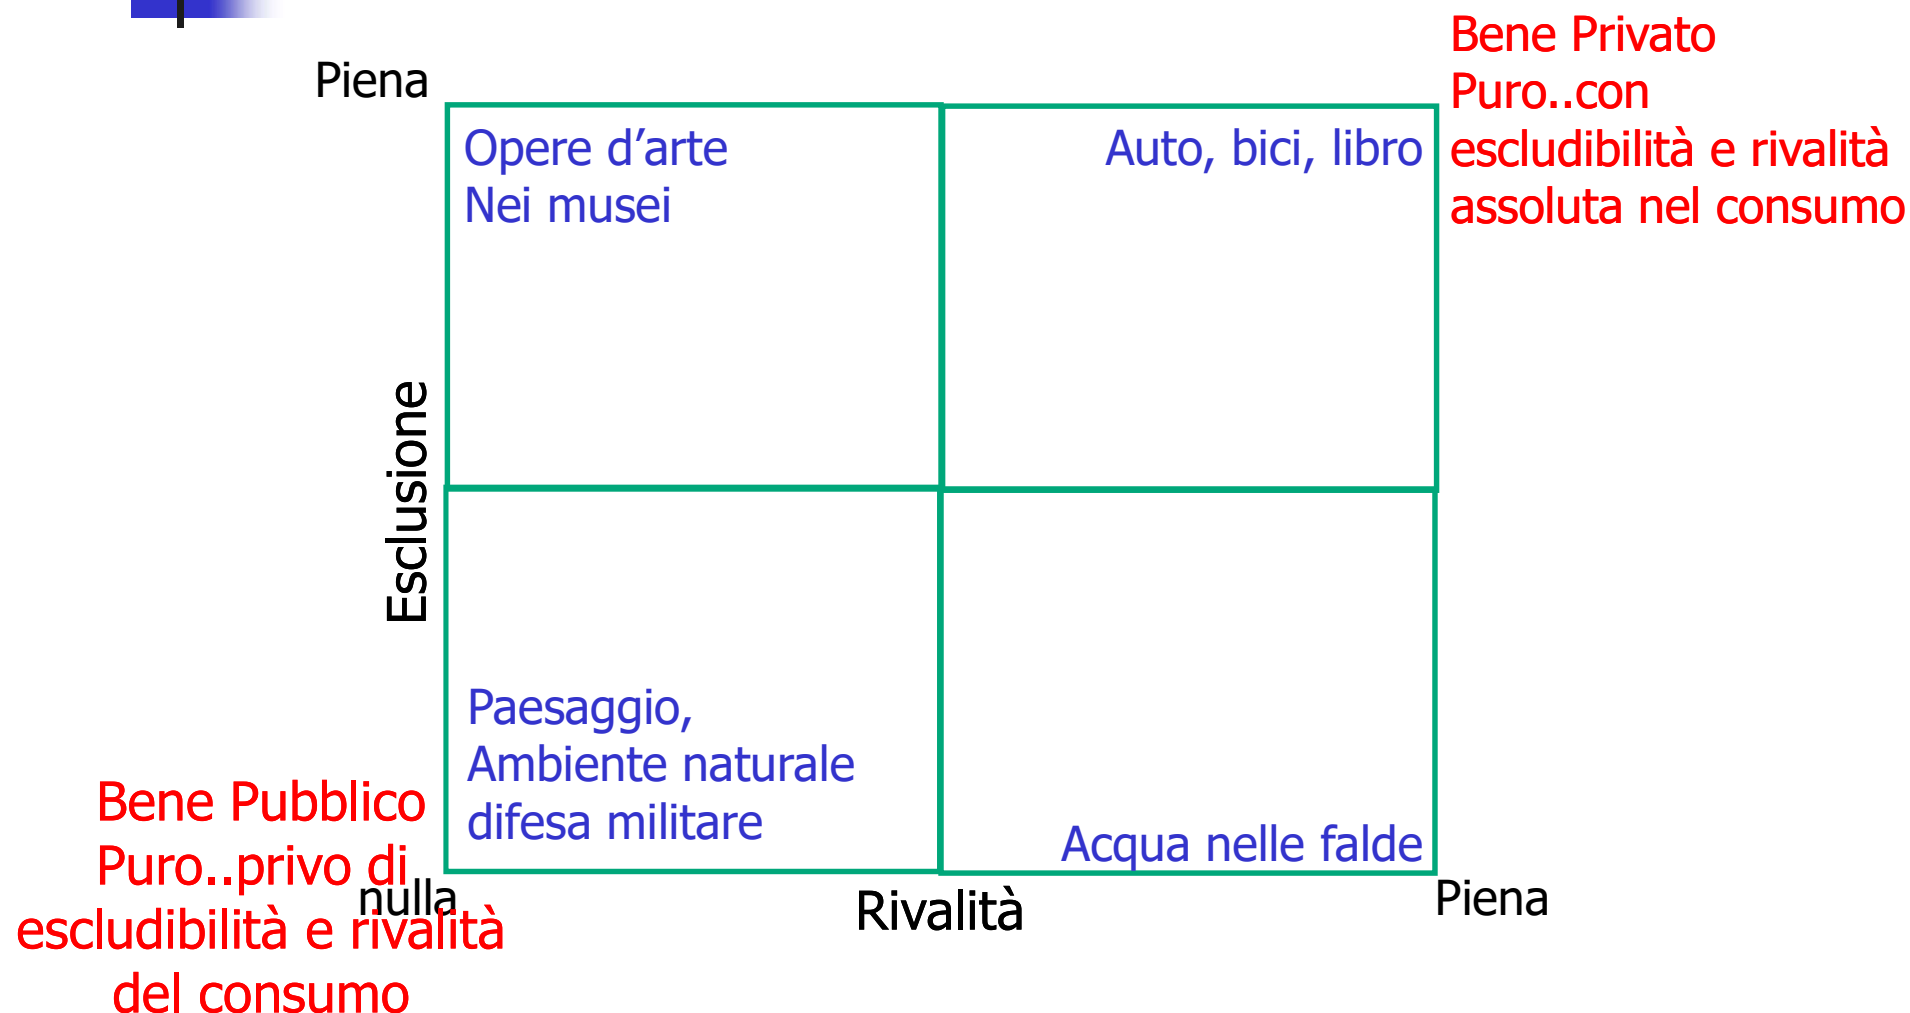 Bene Privato
Puro..con
escludibilità e rivalità
assoluta nel consumo
Piena
Opere d’arte
Nei musei
Auto, bici, libro
Esclusione
Paesaggio,
Ambiente naturale
difesa militare
Acqua nelle falde
Bene Pubblico
Puro..privo di
escludibilità e rivalità
del consumo
nulla
Rivalità
Piena